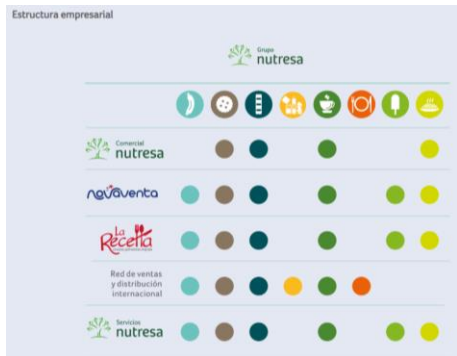 Estructura empresarial
Grupo
nutresa
Comercial
nutresa
novaventa
La
Receta
Red de ventas
y distribución
internacional
Servicios
nutresa